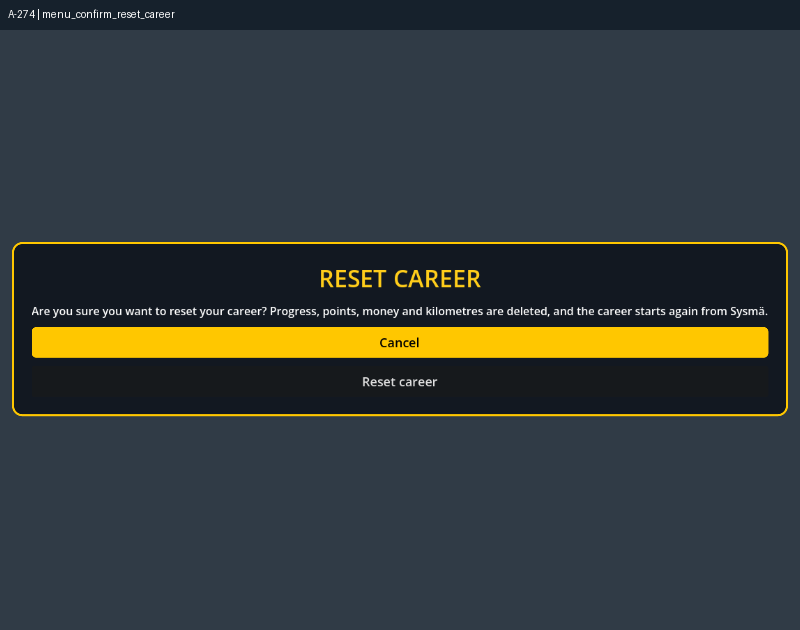 A-274 | menu_confirm_reset_career
RESET CAREER
Are you sure you want to reset your career? Progress, points, money and kilometres are deleted, and the career starts again from Sysmä.
Cancel
Reset career